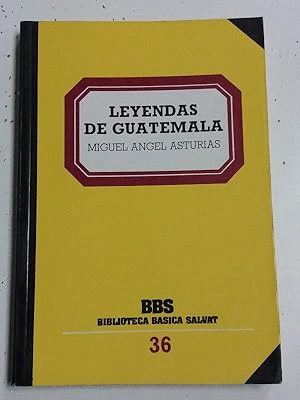 LEYENDAS
DE GUATEMALA
MIGUEL ANGEL ASTURIAS
BBS
BIBLIOTECA BASICA SALVAT
36